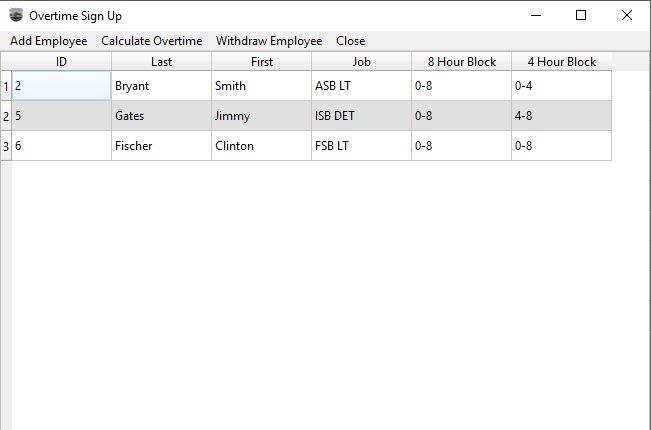 Overtime Sign Up
Add Employee Calculate Overtime Withdraw Employee Close
ID Last First Job 8 Hour Block 4 Hour Block
1 2 Bryant Smith ASB LT 0-8 0-4
2 5 Gates Jimmy ISB DET 0-8 4-8
3 6 Fischer Clinton FSB LT 0-8 0-8